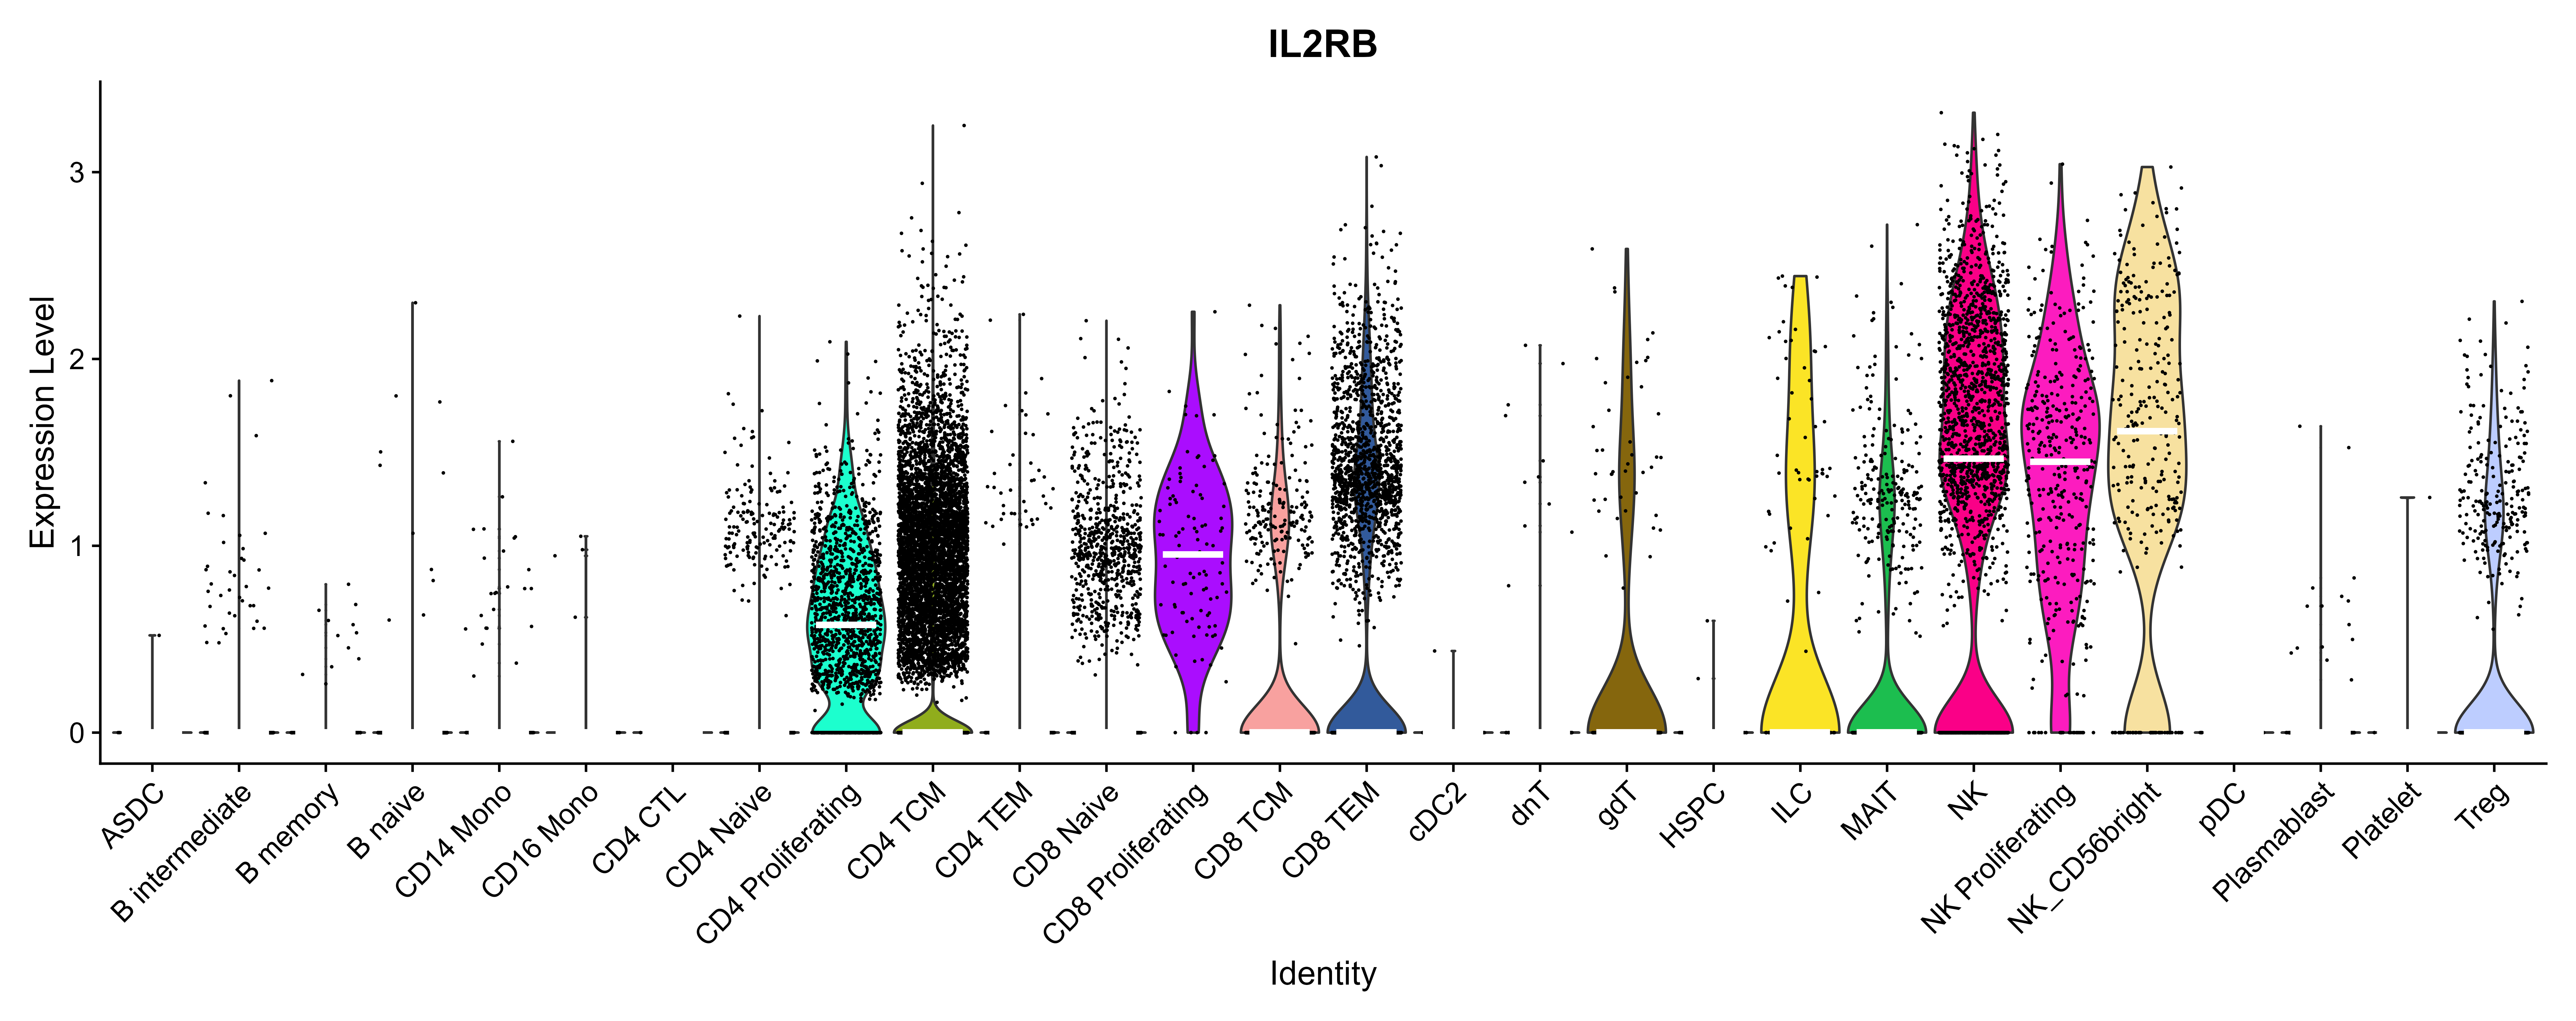 IL2RB
Expression Level
3
2
1
0
ASDC
B intermediate
B memory
B naive
CD14 Mono
CD16 Mono
CD4 CTL
CD4 Naive
CD4 Proliferating
CD4 TCM
CD4 TEM
CD8 Naive
CD8 Proliferating
CD8 TCM
CD8 TEM
cDC2
dnT
gdT
HSPC
ILC
MAIT
NK
NK Proliferating
NK_CD56bright
pDC
Plasmablast
Platelet
Treg
Identity